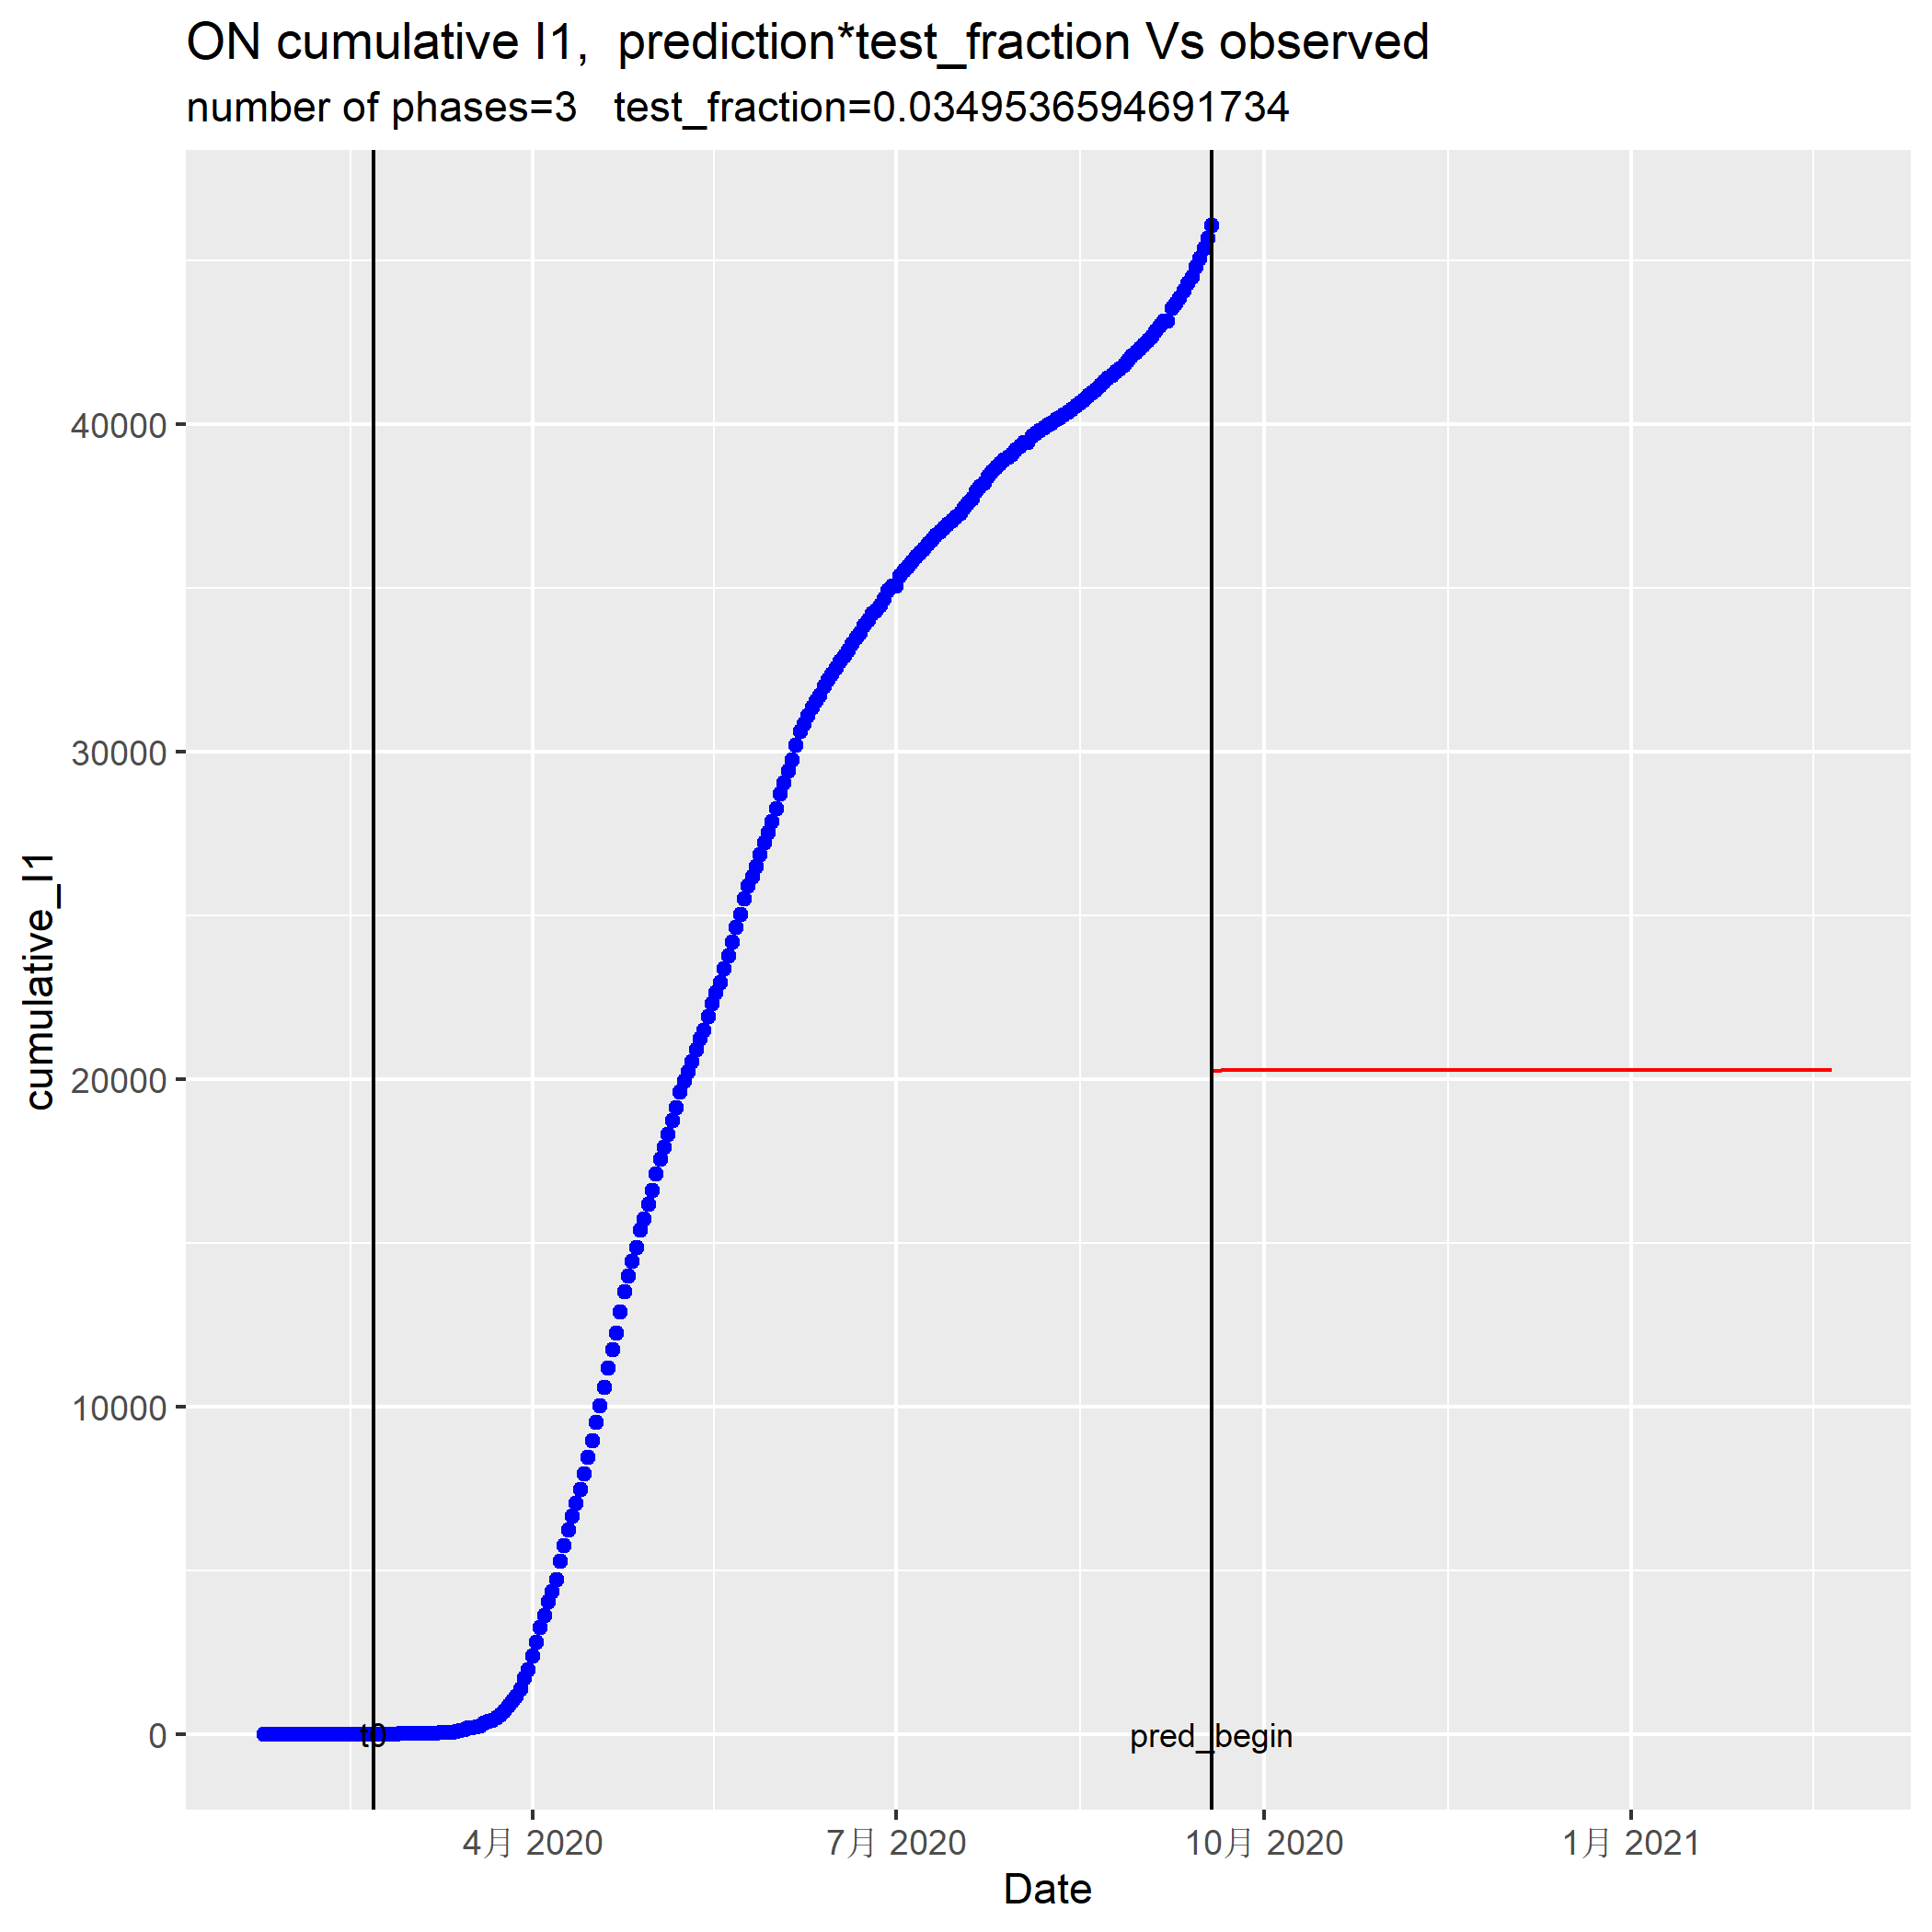 ON cumulative I1,  prediction*test_fraction Vs observed
number of phases=3   test_fraction=0.0349536594691734
40000
30000
20000
10000
0
cumulative_I1
t0
pred_begin
4月 2020
7月 2020
10月 2020
1月 2021
Date